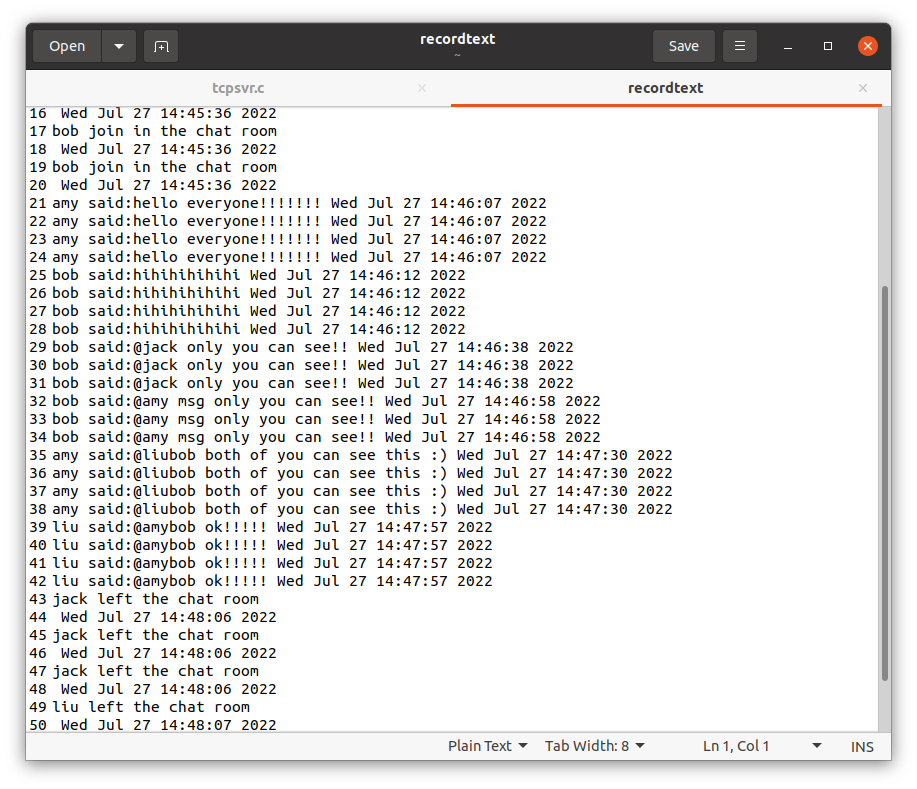 Open
recordtext
~
Save
tcpsvr.c
recordtext
16  Wed Jul 27 14:45:36 2022
17 bob join in the chat room
18  Wed Jul 27 14:45:36 2022
19 bob join in the chat room
20  Wed Jul 27 14:45:36 2022
21 amy said:hello everyone!!!!!!! Wed Jul 27 14:46:07 2022
22 amy said:hello everyone!!!!!!! Wed Jul 27 14:46:07 2022
23 amy said:hello everyone!!!!!!! Wed Jul 27 14:46:07 2022
24 amy said:hello everyone!!!!!!! Wed Jul 27 14:46:07 2022
25 bob said:hihihihihihi Wed Jul 27 14:46:12 2022
26 bob said:hihihihihihi Wed Jul 27 14:46:12 2022
27 bob said:hihihihihihi Wed Jul 27 14:46:12 2022
28 bob said:hihihihihihi Wed Jul 27 14:46:12 2022
29 bob said:@jack only you can see!! Wed Jul 27 14:46:38 2022
30 bob said:@jack only you can see!! Wed Jul 27 14:46:38 2022
31 bob said:@jack only you can see!! Wed Jul 27 14:46:38 2022
32 bob said:@amy msg only you can see!! Wed Jul 27 14:46:58 2022
33 bob said:@amy msg only you can see!! Wed Jul 27 14:46:58 2022
34 bob said:@amy msg only you can see!! Wed Jul 27 14:46:58 2022
35 amy said:@liubob both of you can see this :) Wed Jul 27 14:47:30 2022
36 amy said:@liubob both of you can see this :) Wed Jul 27 14:47:30 2022
37 amy said:@liubob both of you can see this :) Wed Jul 27 14:47:30 2022
38 amy said:@liubob both of you can see this :) Wed Jul 27 14:47:30 2022
39 liu said:@amybob ok!!!!! Wed Jul 27 14:47:57 2022
40 liu said:@amybob ok!!!!! Wed Jul 27 14:47:57 2022
41 liu said:@amybob ok!!!!! Wed Jul 27 14:47:57 2022
42 liu said:@amybob ok!!!!! Wed Jul 27 14:47:57 2022
43 jack left the chat room
44  Wed Jul 27 14:48:06 2022
45 jack left the chat room
46  Wed Jul 27 14:48:06 2022
47 jack left the chat room
48  Wed Jul 27 14:48:06 2022
49 liu left the chat room
50  Wed Jul 27 14:48:07 2022
Plain Text
Tab Width: 8
Ln 1, Col 1
INS